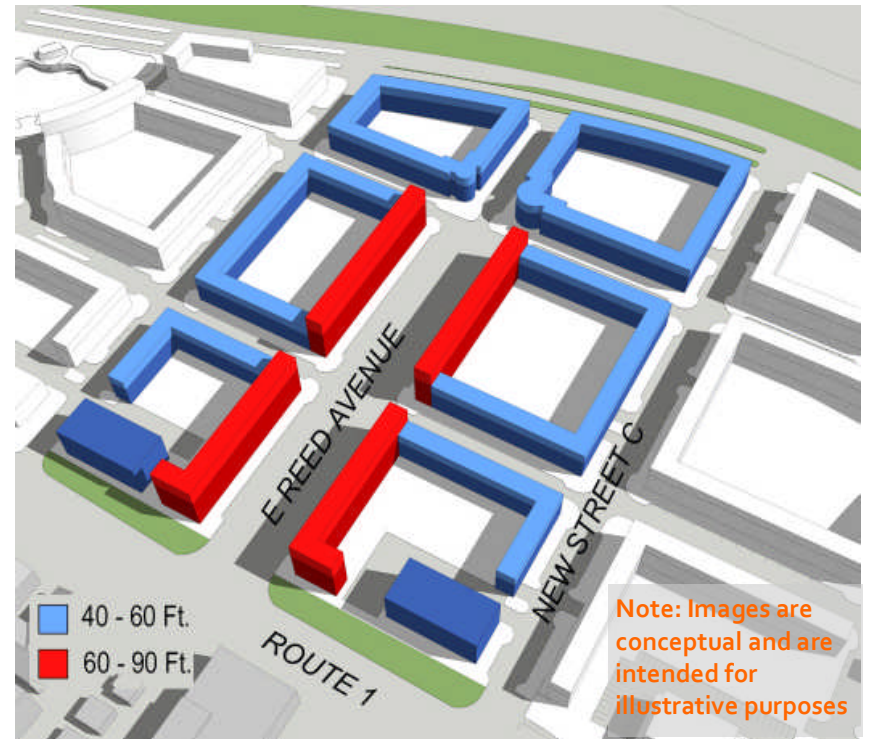 E REED AVENUE
NEW STREET C
40 - 60 Ft.
60 - 90 Ft.
ROUTE 1
Note: Images are
conceptual and are
intended for
illustrative purposes